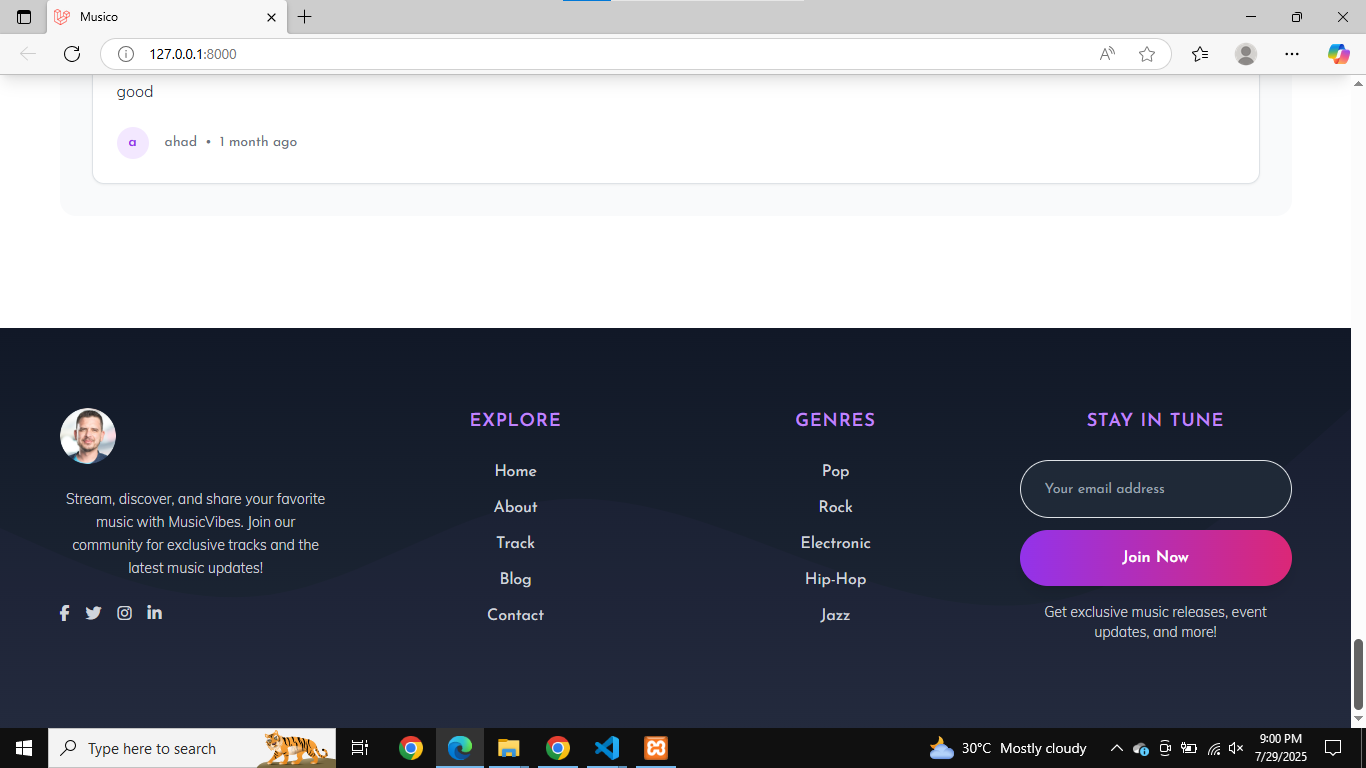 Musico
127.0.0.1:8000
good
a
ahad • 1 month ago
Stream, discover, and share your favorite
music with MusicVibes. Join our
community for exclusive tracks and the
latest music updates!
EXPLORE
Home
About
Track
Blog
Contact
GENRES
Pop
Rock
Electronic
Hip-Hop
Jazz
STAY IN TUNE
Your email address
Join Now
Get exclusive music releases, event
updates, and more!
Type here to search
30°C Mostly cloudy
9:00 PM
7/29/2025